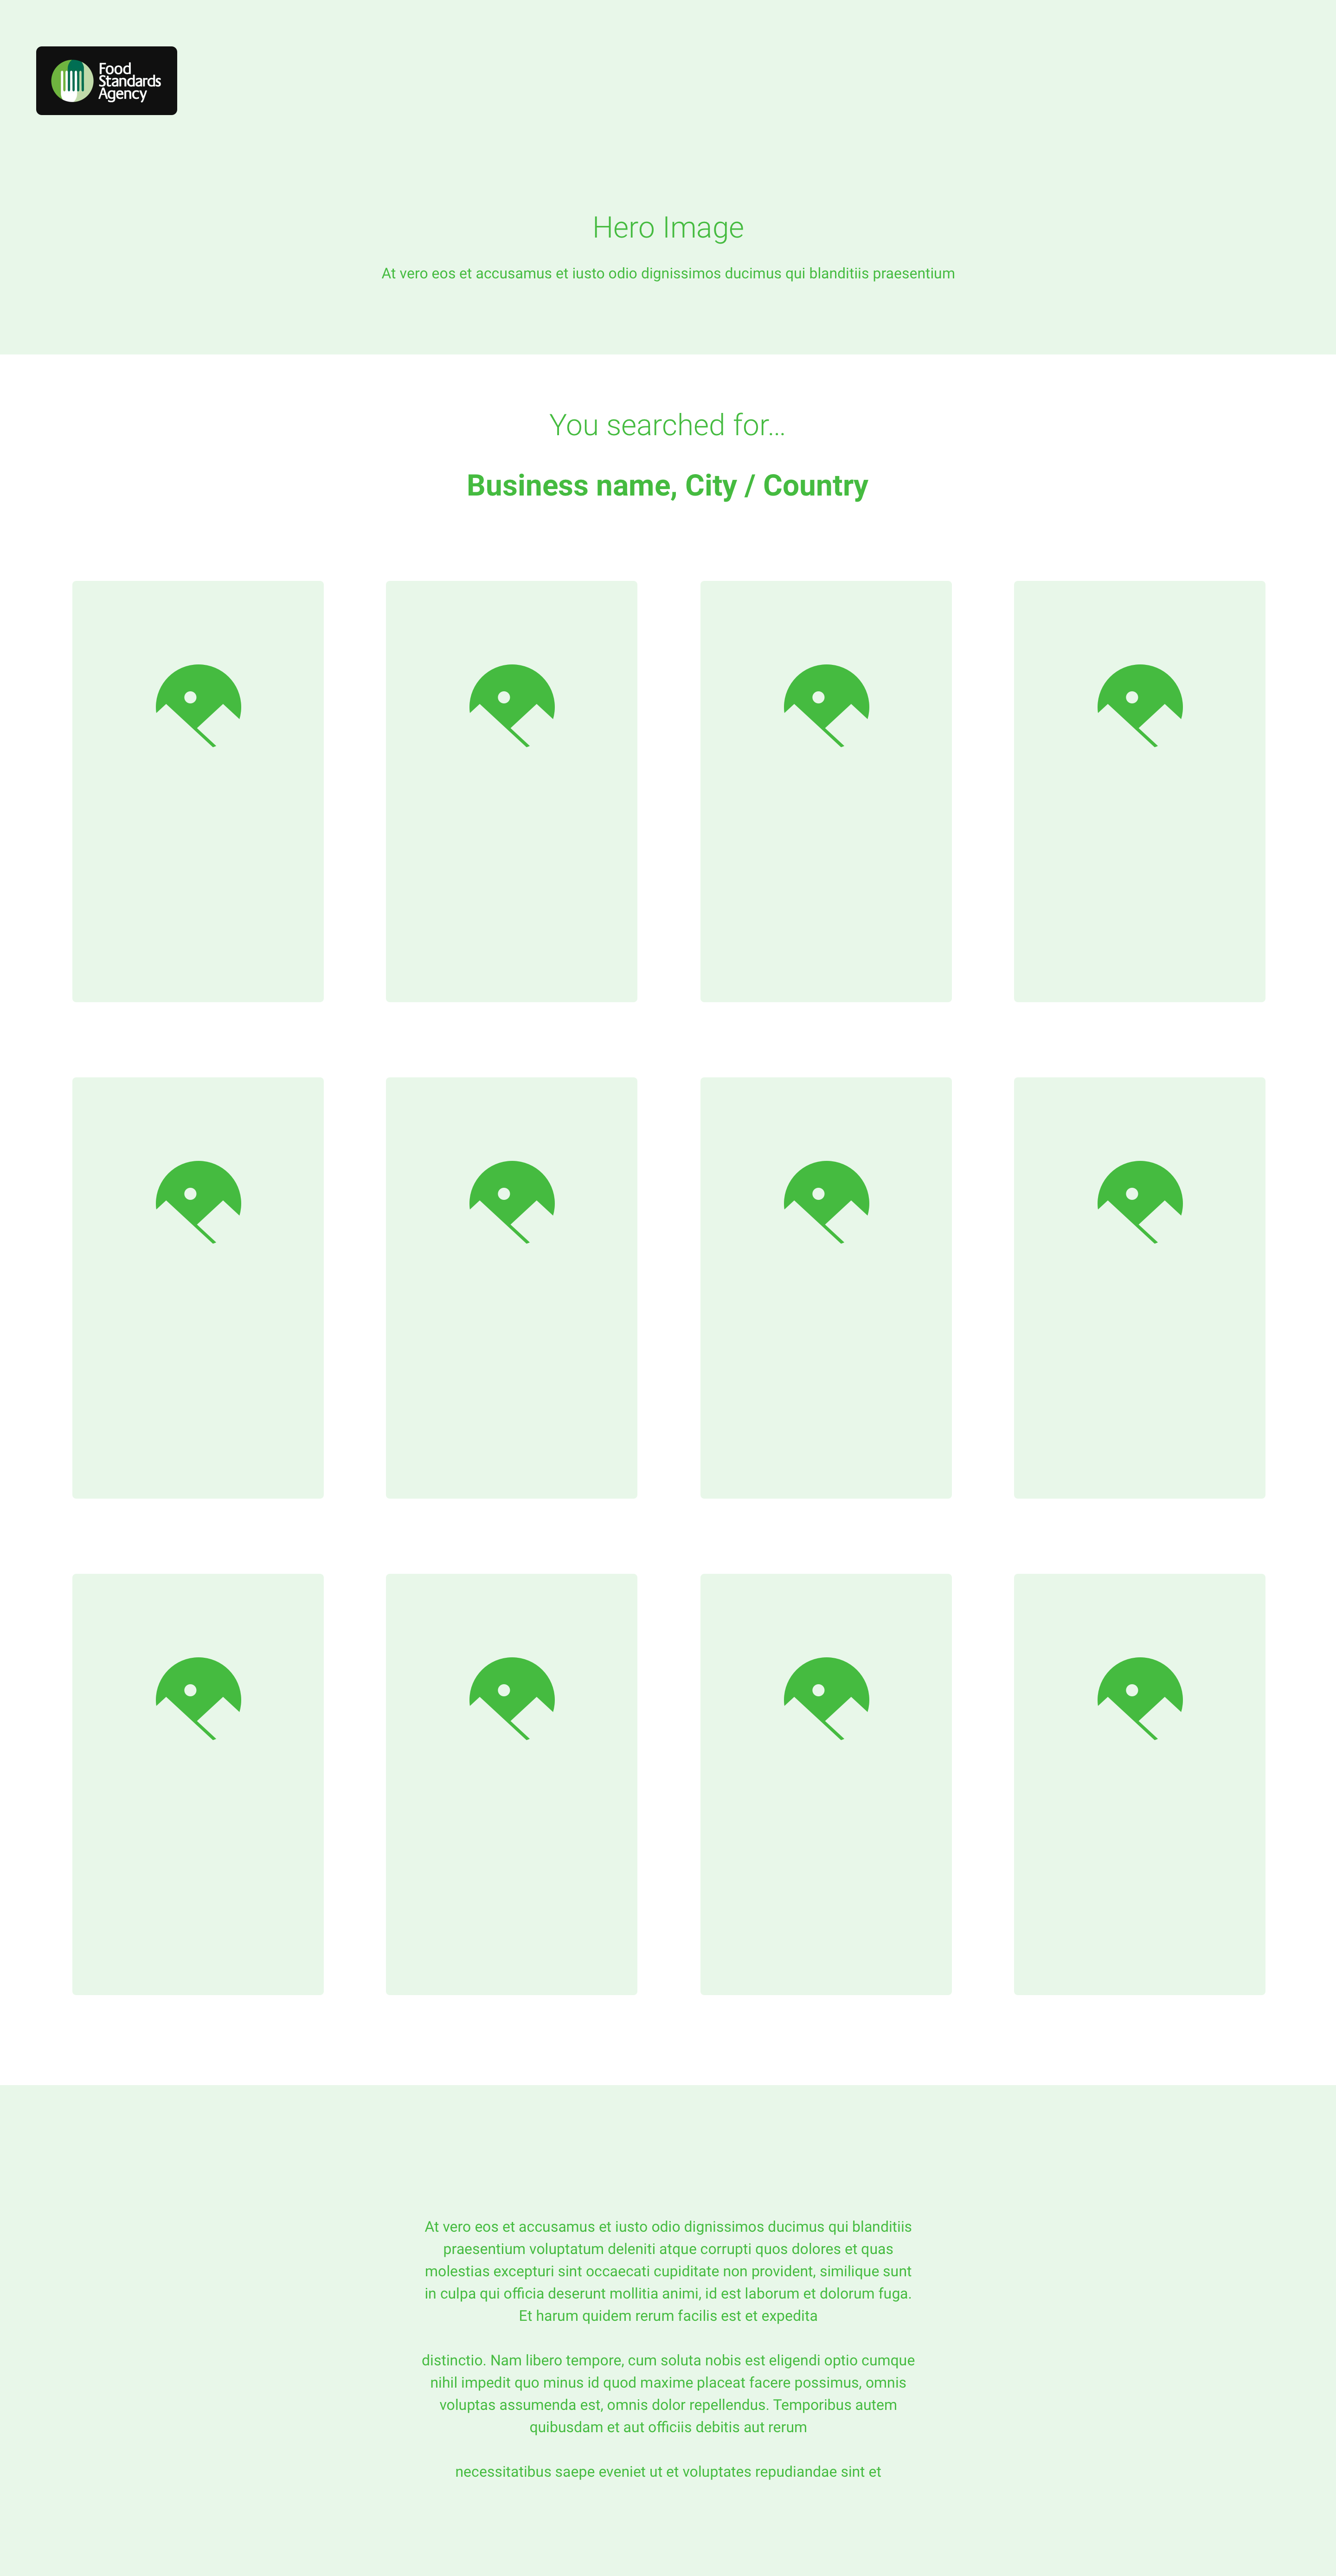 Food
Standards
Agency
Hero Image
At vero eos et accusamus et iusto odio dignissimos ducimus qui blanditiis praesentium
You searched for...
Business name, City / Country
At vero eos et accusamus et iusto odio dignissimos ducimus qui blanditiis
praesentium voluptatum deleniti atque corrupti quos dolores et quas
molestias excepturi sint occaecati cupiditate non provident, similique sunt
in culpa qui officia deserunt mollitia animi, id est laborum et dolorum fuga.
Et harum quidem rerum facilis est et expedita
distinctio. Nam libero tempore, cum soluta nobis est eligendi optio cumque
nihil impedit quo minus id quod maxime placeat facere possimus, omnis
voluptas assumenda est, omnis dolor repellendus. Temporibus autem
quibusdam et aut officiis debitis aut rerum
necessitatibus saepe eveniet ut et voluptates repudiandae sint et